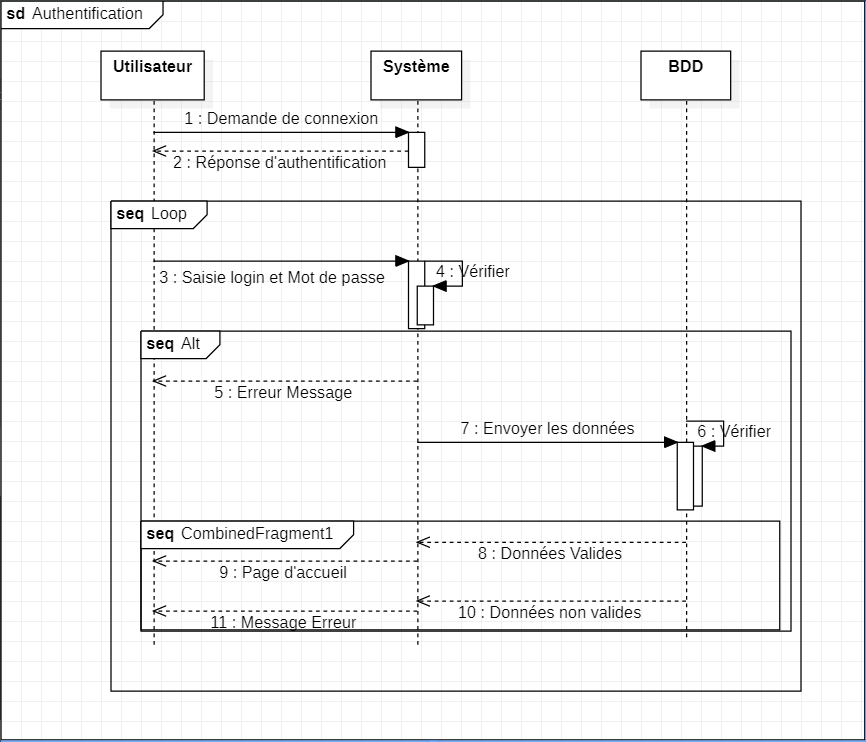 sd Authentification
Utilisateur
Système
BDD
1 : Demande de connexion
2 : Réponse d'authentification
seq Loop
3 : Saisie login et Mot de passe
4 : Vérifier
seq Alt
5 : Erreur Message
7 : Envoyer les données
6 : Vérifier
seq CombinedFragment1
8 : Données Valides
9 : Page d'accueil
10 : Données non valides
11 : Message Erreur